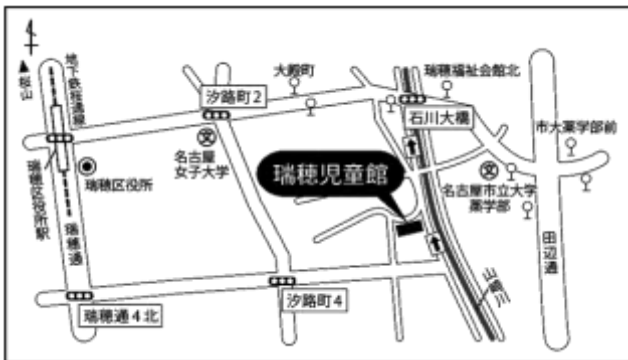 地下鉄桜通線
桜山
大殿町
瑞穂福祉会館北
汐路町2
石川大橋
市大薬学部前
名古屋
女子大学
瑞穂区役所
瑞穂区役所駅
瑞穂児童館
名古屋市立大学
薬学部
瑞穂通
田辺通
山崎川
瑞穂通4北
汐路町4